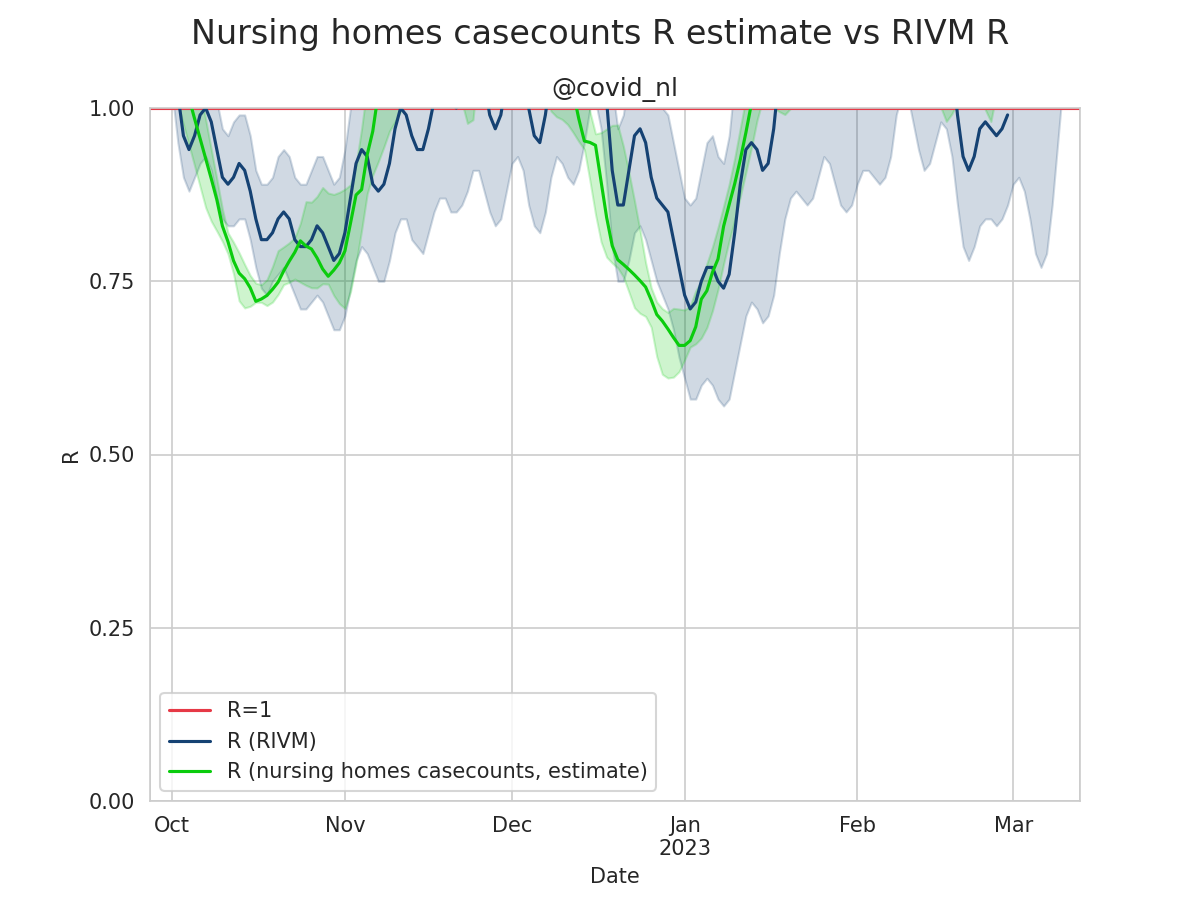 Nursing homes casecounts R estimate vs RIVM R
@covid_nl
1.00
0.75
0.50
0.25
0.00
R
R=1
R (RIVM)
R (nursing homes casecounts, estimate)
Oct
Nov
Dec
Jan
2023
Feb
Mar
Date